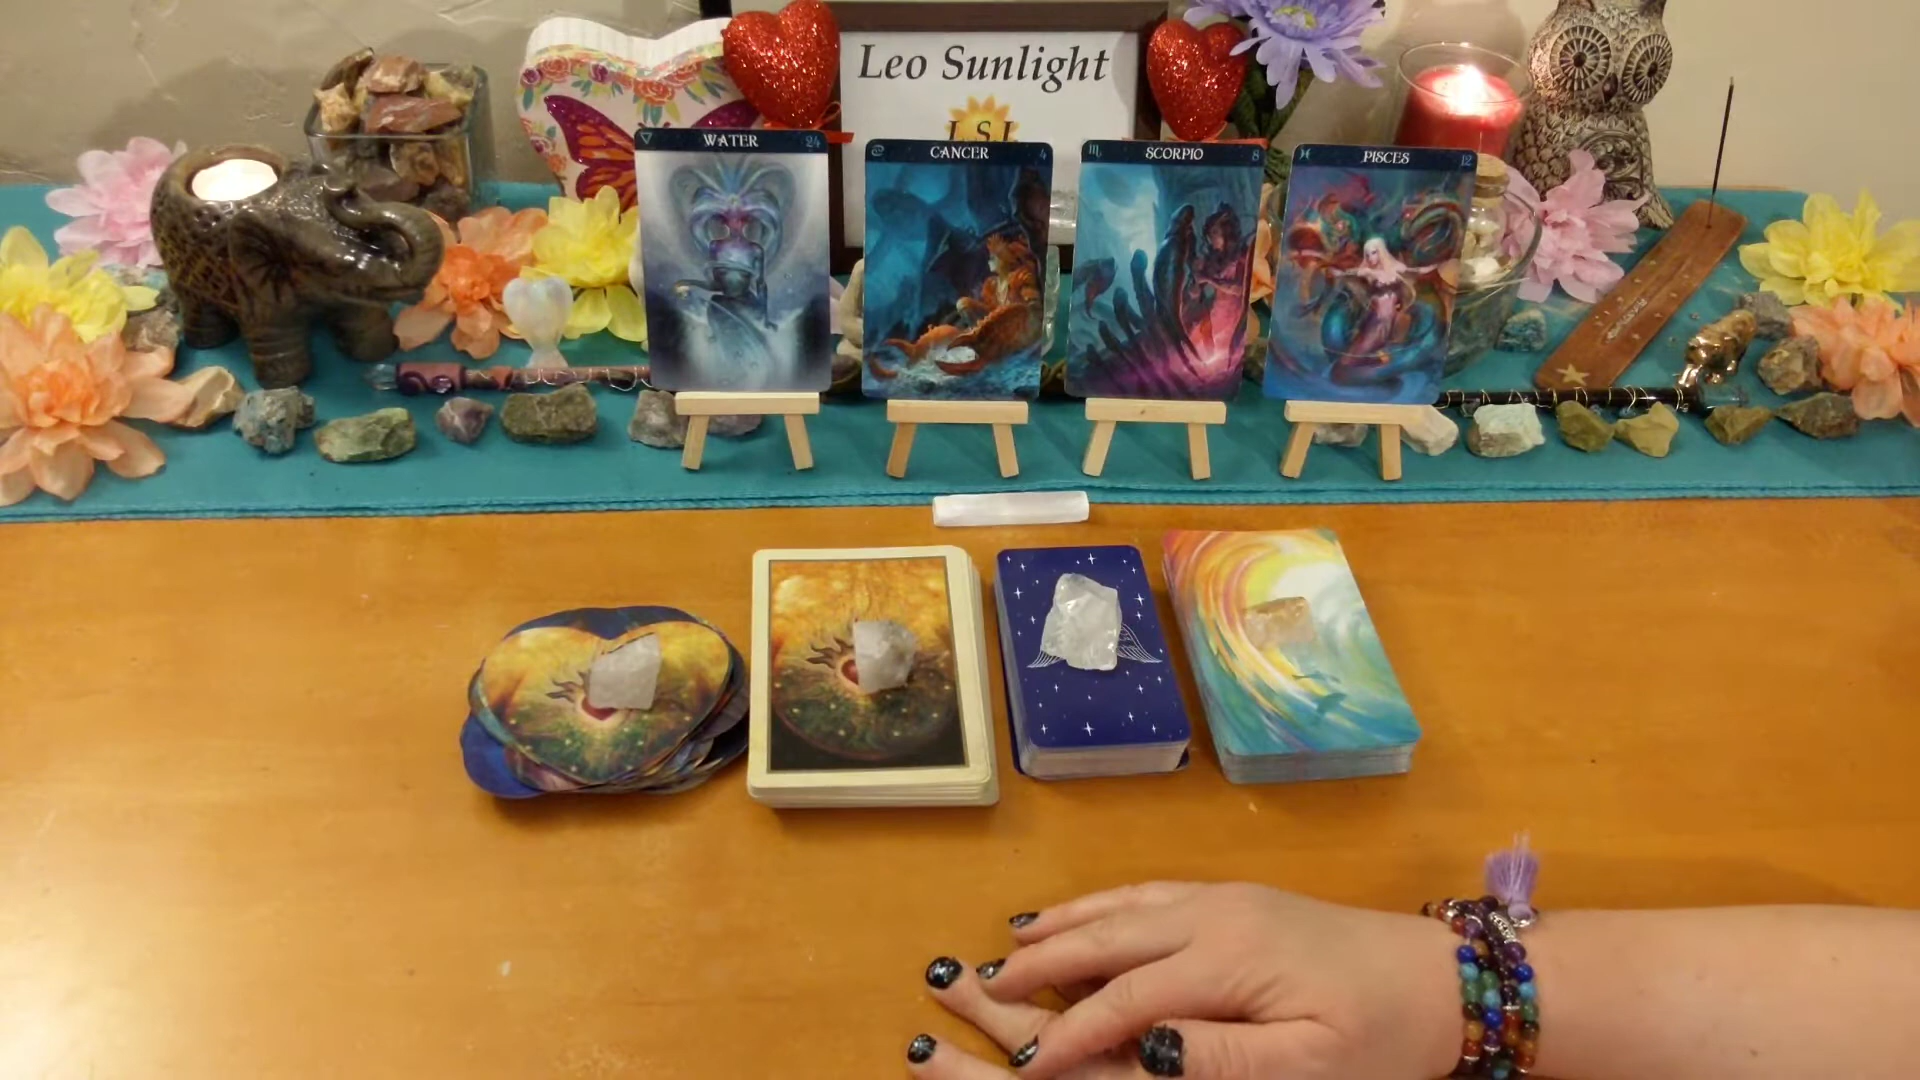 Leo Sunlight
LSL
WATER 24
CANCER 4
SCORPIO 8
PISCES 12